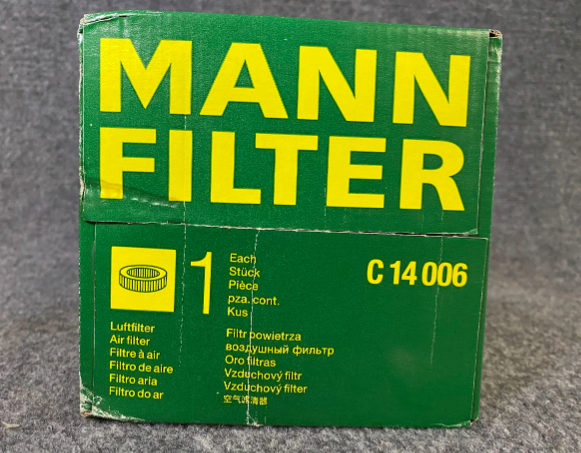 MANN
FILTER
1
Each
Stück
Pièce
pza. cont.
Kus
C 14 006
Luftfilter
Air filter
Filtre à air
Filtro de aire
Filtro aria
Filtro do ar
Filtr powietrza
воздушный фильтр
Oro filtras
Vzduchový filtr
Vzduchový filter
空气滤清器